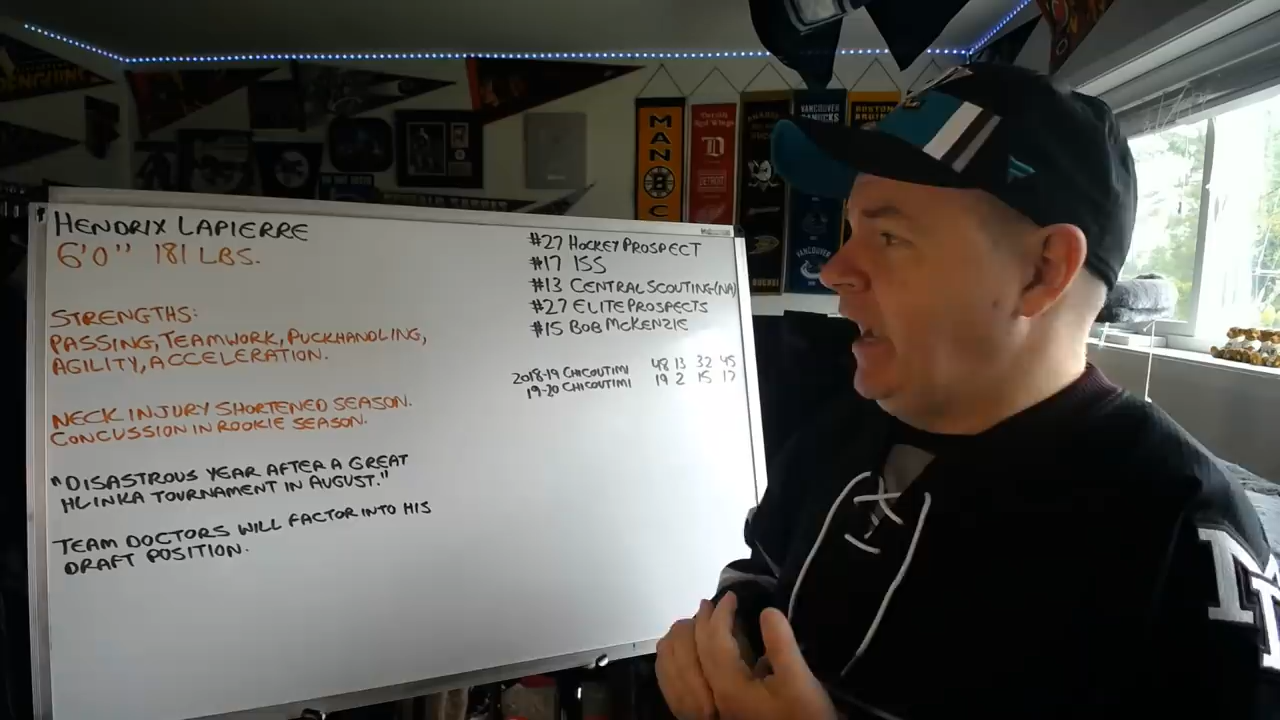 HENDRIX LAPIERRE
6'0" 181 LBS.
STRENGTHS:
PASSING, TEAMWORK, PUCKHANDLING,
AGILITY, ACCELERATION.
NECK INJURY SHORTENED SEASON.
CONCUSSION IN ROOKIE SEASON.
"DISASTROUS YEAR AFTER A GREAT
HLINKA TOURNAMENT IN AUGUST."
TEAM DOCTORS WILL FACTOR INTO HIS
DRAFT POSITION.
#27 HOCKEY PROSPECT
#17 ISS
#13 CENTRAL SCOUTING (NA)
#27 ELITE PROSPECTS
#15 BOB MCKENZIE
2018-19 CHICOUTIMI 48 13 32 45
19-20 CHICOUTIMI 19 2 15 17
MAN
B
C
DETROIT
VANCOUVER
CANUCKS
VANCOUVER
BOSTON